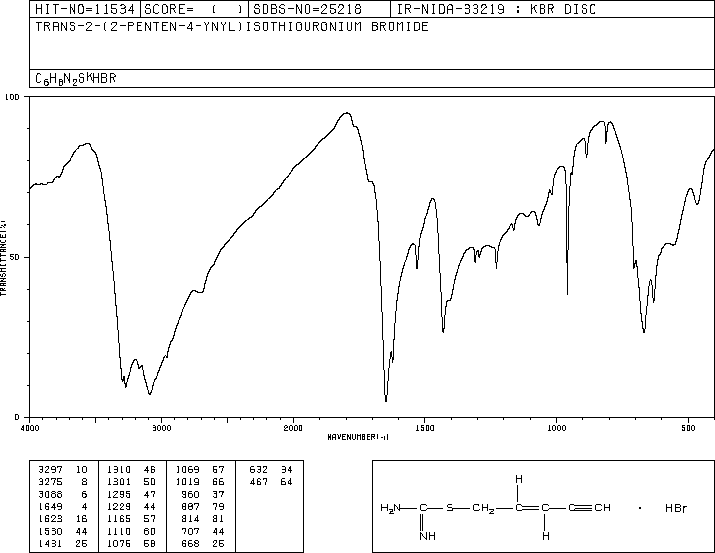 HIT-NO=11534 SCORE= ( ) SDBS-NO=25218 IR-NIDA-33219 : KBR DISC
TRANS-2-(2-PENTEN-4-YNYL)ISOTHIOURONIUM BROMIDE
C6H8N2S*HBR
100
50
0
TRANSMITTANCE(%)
4000 3000 2000 1500 1000 500
WAVENUMBER(-1)
3297 10 1310 46 1069 57 632 34
3275 8 1301 50 1019 66 467 64
3088 6 1295 47 960 37
1649 4 1229 44 887 79
1623 16 1165 57 814 81
1530 44 1110 60 707 44
1431 25 1075 58 668 25
H
H2N—C—S—CH2 C≡CH · HBr
NH H